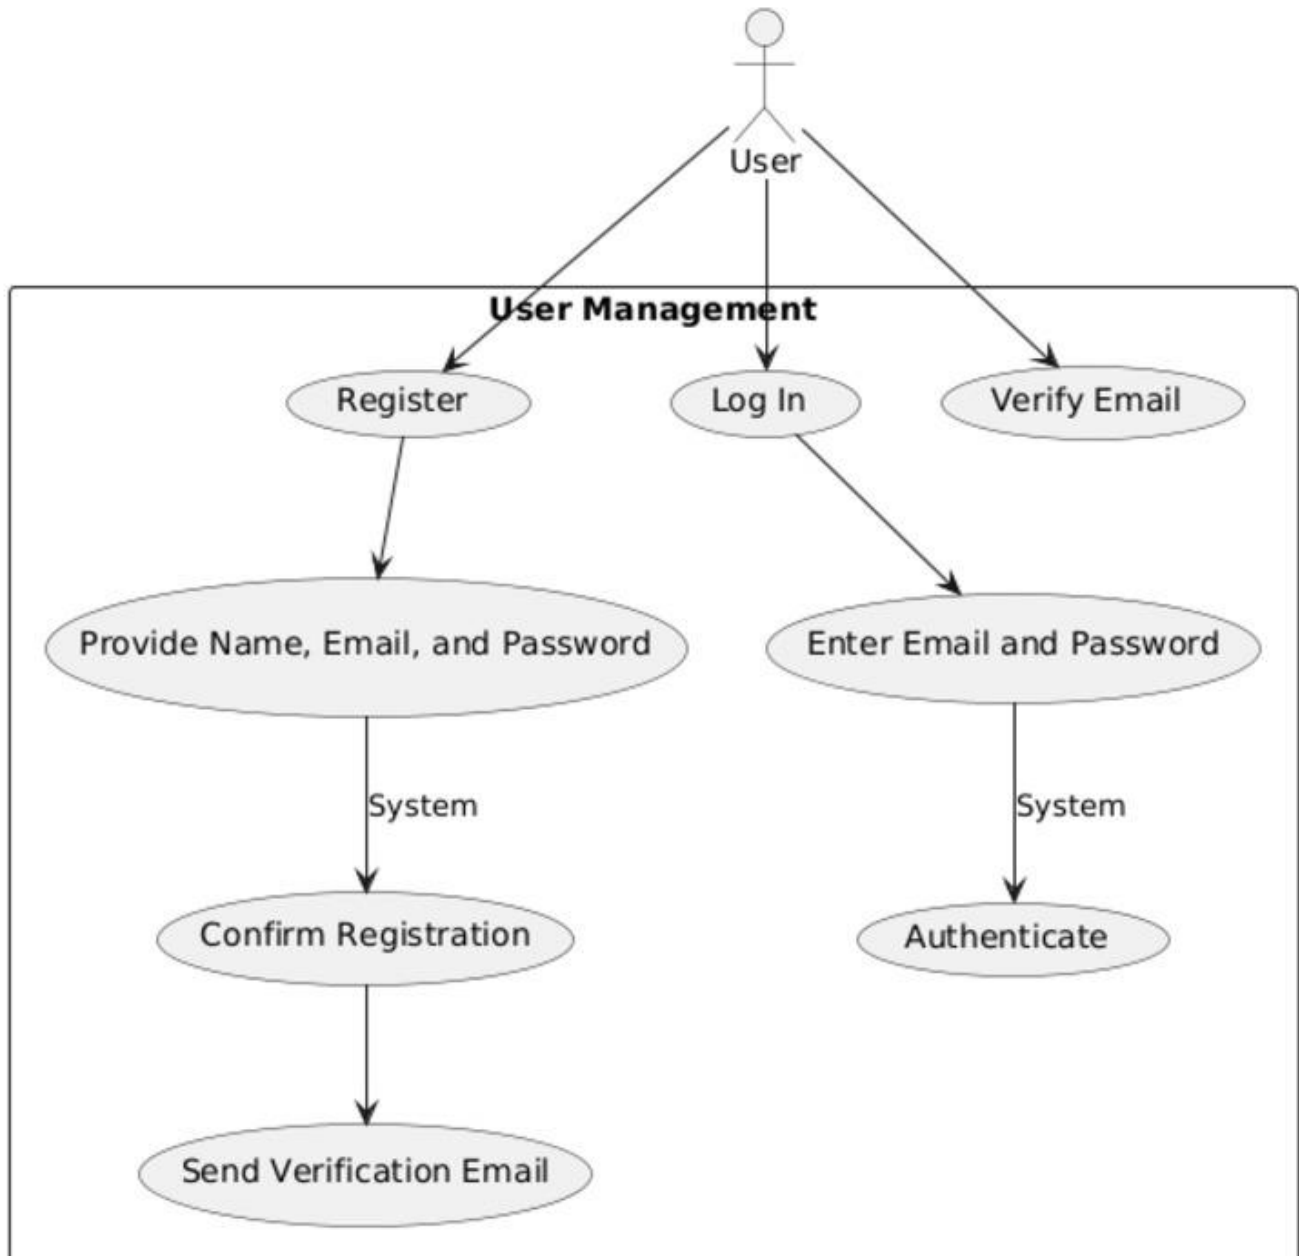 User
User Management
Register
Log In
Verify Email
Provide Name, Email, and Password
Enter Email and Password
System
System
Confirm Registration
Authenticate
Send Verification Email